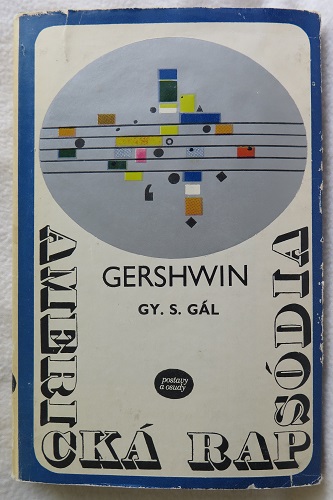 GERSHWIN
GY. S. GÁL
AMERICKÁ RAPSÓDIA
postavy
a osudy